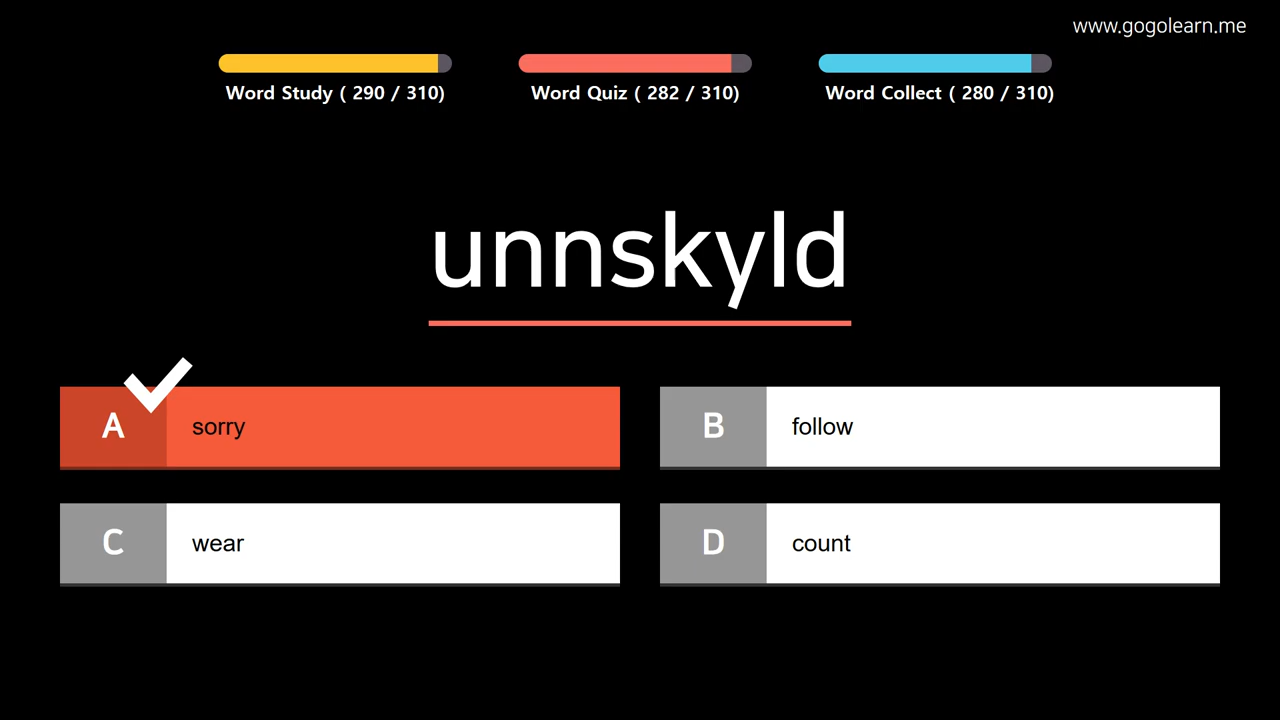 www.gogolearn.me
Word Study ( 290 / 310)
Word Quiz ( 282 / 310)
Word Collect ( 280 / 310)
unnskyld
A sorry
B follow
C wear
D count